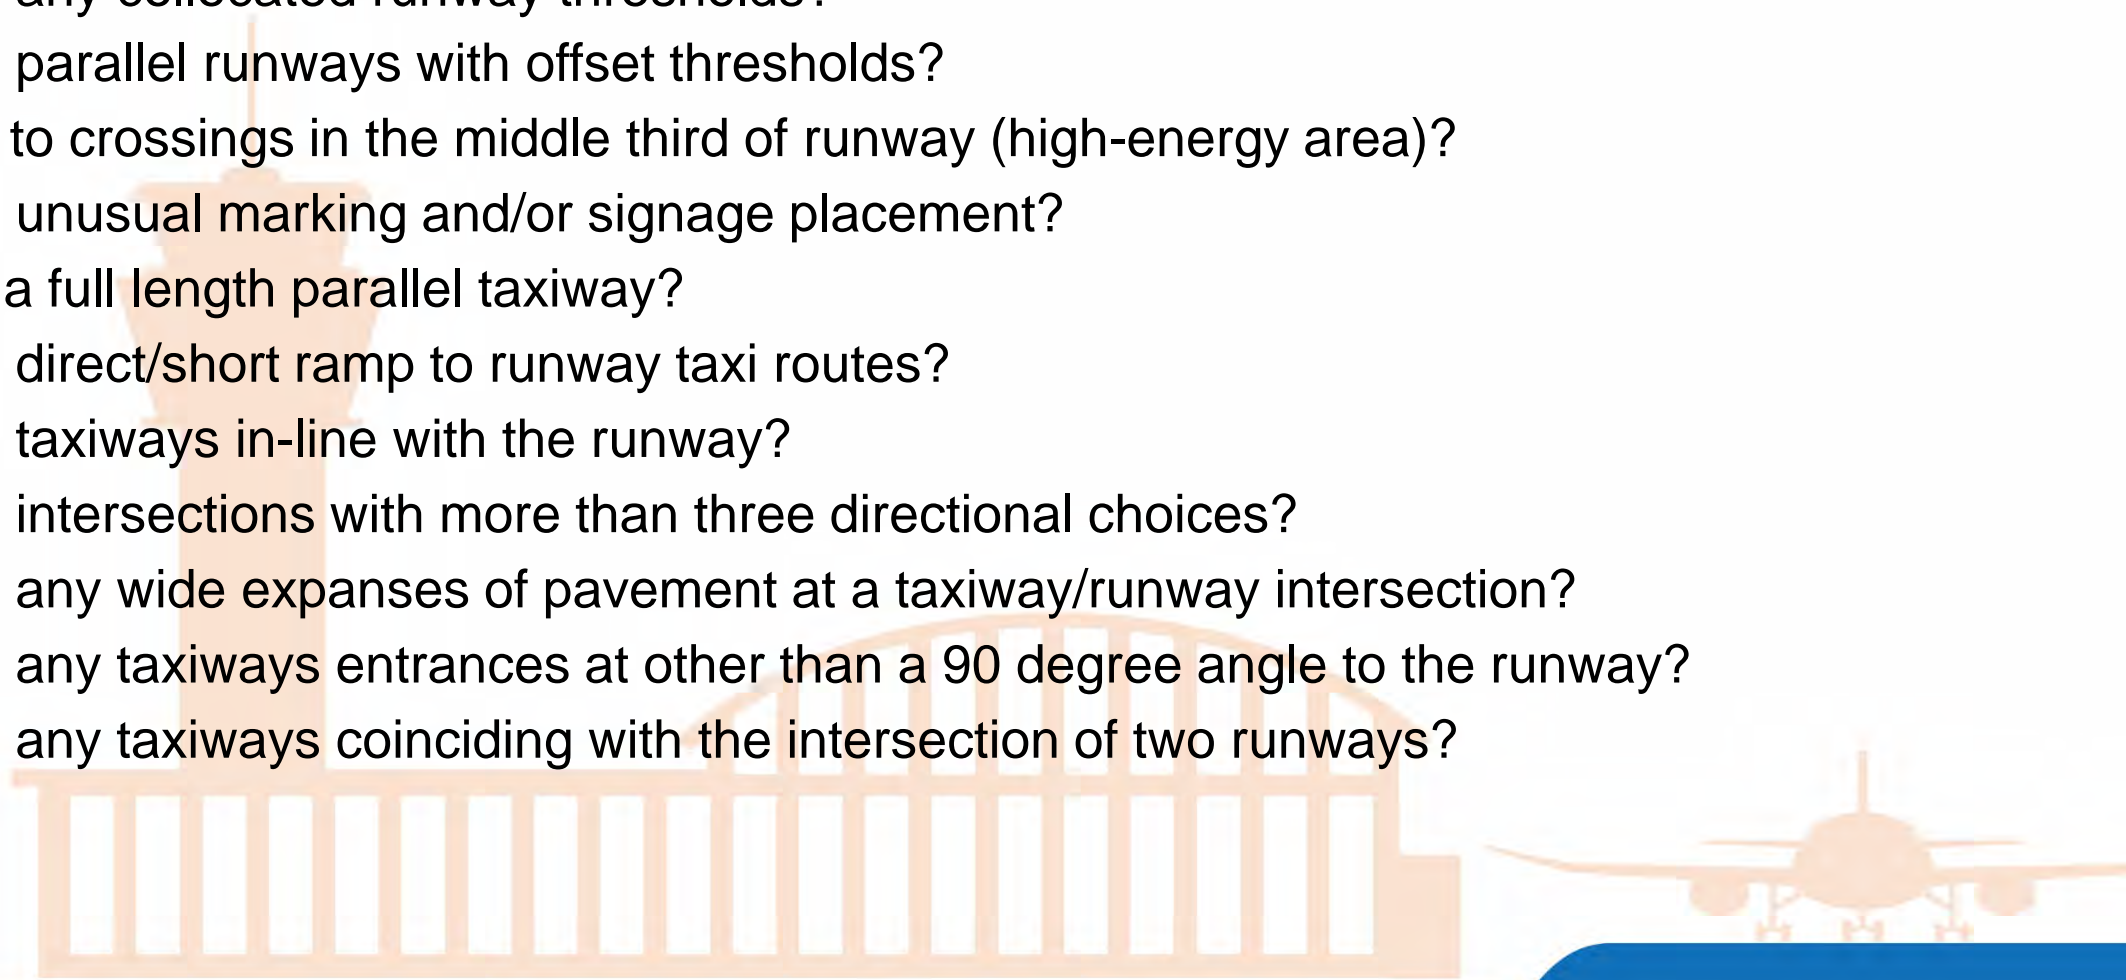 any collocated runway thresholds?
parallel runways with offset thresholds?
to crossings in the middle third of runway (high-energy area)?
unusual marking and/or signage placement?
a full length parallel taxiway?
direct/short ramp to runway taxi routes?
taxiways in-line with the runway?
intersections with more than three directional choices?
any wide expanses of pavement at a taxiway/runway intersection?
any taxiways entrances at other than a 90 degree angle to the runway?
any taxiways coinciding with the intersection of two runways?